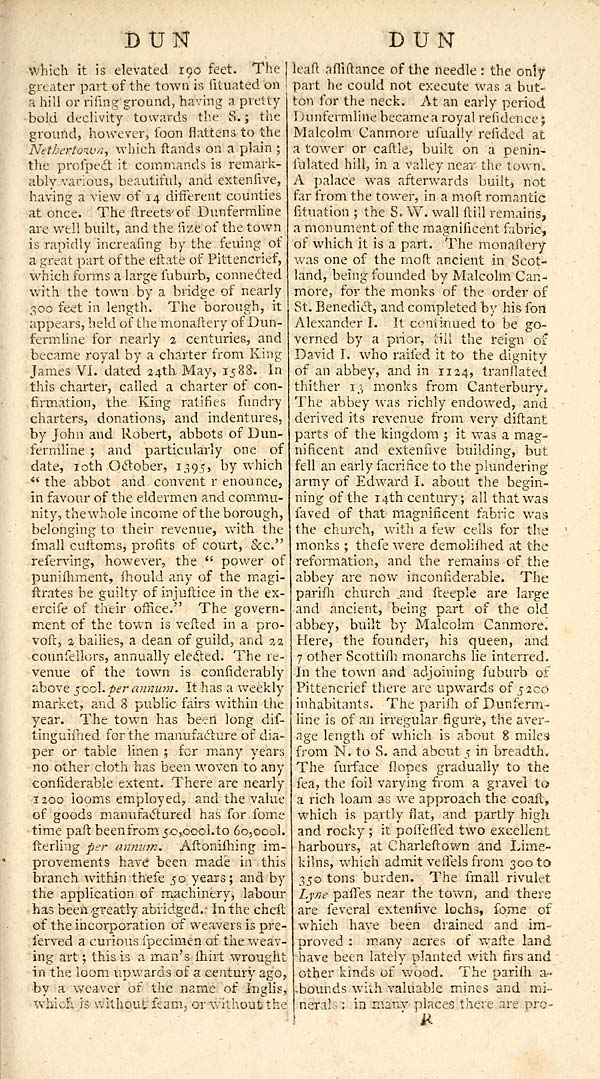 DUN
which it is elevated 190 feet. The
greater part of the town is ſituated on
a hill or riſing ground, having a pretty
bold declivity towards the S.; the
ground, however, ſoon flattens to the
Nethertown, which ſtands on a plain;
the proſpect it commands is remark-
ably various, beautiful, and extenſive,
having a view of 14 different counties
at once. The ſtreets of Dunfermline
are well built, and the ſize of the town
is rapidly increaſing by the feuing of
a great part of the eſtate of Pittencrief,
which forms a large ſuburb, connected
with the town by a bridge of nearly
300 feet in length. The borough, it
appears, held of the monaſtery of Dun-
fermline for nearly 2 centuries, and
became royal by a charter from King
James VI. dated 24th May, 1588. In
this charter, called a charter of con-
firmation, the King ratifies ſundry
charters, donations, and indentures,
by John and Robert, abbots of Dun-
fermline; and particularly one of
date, 10th October, 1395, by which
“ the abbot and convent r enounce,
in favour of the eldermen and commu-
nity, the whole income of the borough,
belonging to their revenue, with the
ſmall cuſtoms, profits of court, &c.”
reſerving, however, the “ power of
puniſhment, ſhould any of the magi-
ſtrates be guilty of injuſtice in the ex-
erciſe of their office.” The govern-
ment of the town is veſted in a pro-
voſt, 2 bailies, a dean of guild, and 22
counſellors, annually elected. The re-
venue of the town is conſiderably
above 500l. per annum. It has a weekly
market, and 8 public fairs within the
year. The town has been long diſ-
tinguiſhed for the manufacture of dia-
per or table linen; for many years
no other cloth has been woven to any
conſiderable extent. There are nearly
1200 looms employed, and the value
of goods manufactured has for ſome
time paſt been from 50,000l. to 60,000l.
ſterling per annum. Aſtoniſhing im-
provements have been made in this
branch within theſe 50 years; and by
the application of machinery, labour
has been greatly abridged. In the cheſt
of the incorporation of weavers is pre-
ſerved a curious ſpecimen of the weav-
ing art; this is a man's ſhirt wrought
in the loom upwards of a century ago,
by a weaver of the name of Inglis,
which is without ſeam, or without the
DUN
leaſt aſſiſtance of the needle: the only
part he could not execute was a but-
ton for the neck. At an early period
Dunfermline became a royal reſidence;
Malcolm Canmore uſually reſided at
a tower or caſtle, built on a penin-
ſulated hill, in a valley near the town.
A palace was afterwards built, not
far from the tower, in a moſt romantic
ſituation; the S. W. wall ſtill remains,
a monument of the magnificent fabric,
of which it is a part. The monaſtery
was one of the moſt ancient in Scot-
land, being founded by Malcolm Can-
more, for the monks of the order of
St. Benedict, and completed by his ſon
Alexander I. It continued to be go-
verned by a prior, till the reign of
David I. who raiſed it to the dignity
of an abbey, and in 1124, tranſlated
thither 13 monks from Canterbury.
The abbey was richly endowed, and
derived its revenue from very diſtant
parts of the kingdom; it was a mag-
nificent and extenſive building, but
fell an early ſacrifice to the plundering
army of Edward I. about the begin-
ning of the 14th century; all that was
ſaved of that magnificent fabric was
the church, with a few cells for the
monks; theſe were demoliſhed at the
reformation, and the remains of the
abbey are now inconſiderable. The
pariſh church and ſteeple are large
and ancient, being part of the old
abbey, built by Malcolm Canmore.
Here, the founder, his queen, and
7 other Scottiſh monarchs lie interred.
In the town and adjoining ſuburb of
Pittencrief there are upwards of 5200
inhabitants. The pariſh of Dunferm-
line is of an irregular figure, the aver-
age length of which is about 8 miles
from N. to S. and about 5 in breadth.
The ſurface ſlopes gradually to the
ſea, the ſoil varying from a gravel to
a rich loam as we approach the coaſt,
which is partly flat, and partly high
and rocky; it poſſeſſed two excellent
harbours, at Charleſtown and Lime-
kilns, which admit veſſels from 300 to
350 tons burden. The ſmall rivulet
Lyne paſſes near the town, and there
are ſeveral extenſive lochs, ſome of
which have been drained and im-
proved: many acres of waſte land
have been lately planted with firs and
other kinds of wood. The pariſh a-
bounds with valuable mines and mi-
nerals: in many places there are pro-
R